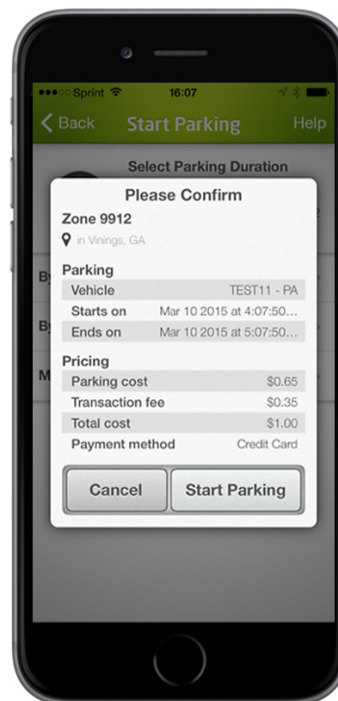 Sprint 16:07
Back Start Parking Help
Select Parking Duration
Please Confirm
Zone 9912
in Vinings, GA
Parking
Vehicle TEST11 - PA
Starts on Mar 10 2015 at 4:07:50...
Ends on Mar 10 2015 at 5:07:50...
Pricing
Parking cost $0.65
Transaction fee $0.35
Total cost $1.00
Payment method Credit Card
Cancel Start Parking